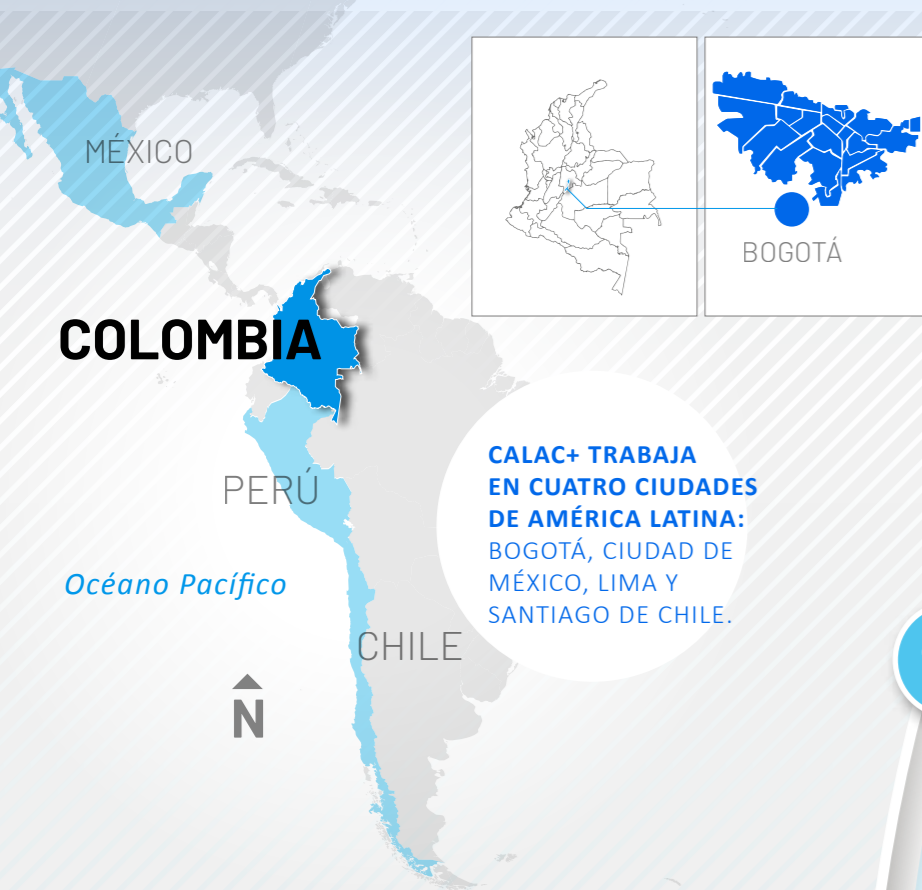 MÉXICO
BOGOTÁ
COLOMBIA
CALAC+ TRABAJA
EN CUATRO CIUDADES
DE AMÉRICA LATINA:
BOGOTÁ, CIUDAD DE
MÉXICO, LIMA Y
SANTIAGO DE CHILE.
PERÚ
Océano Pacífico
CHILE
N